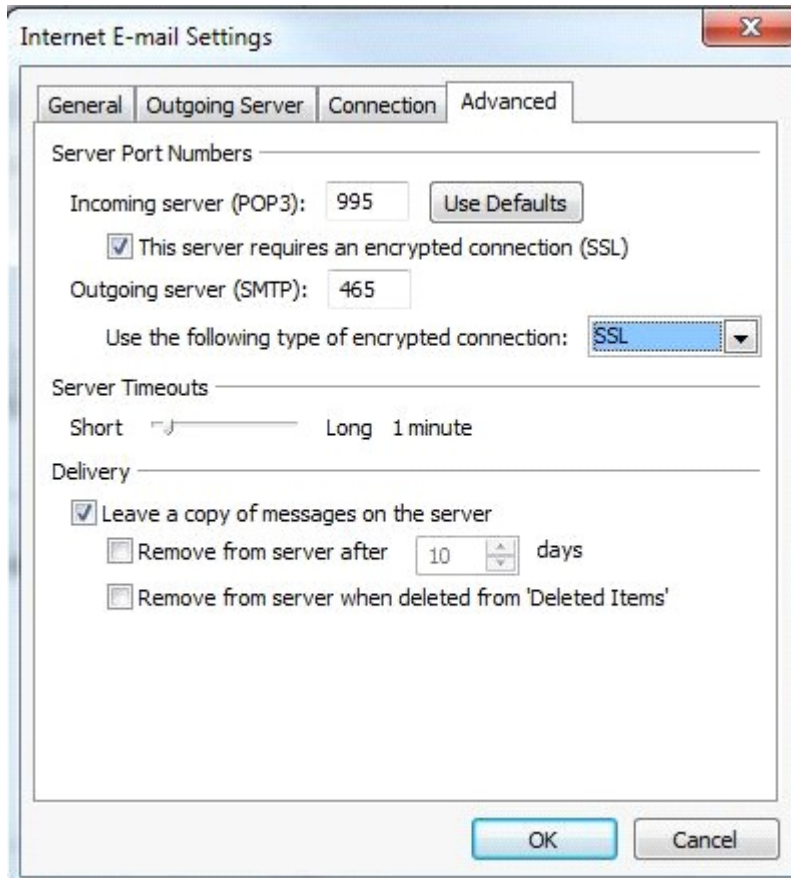 Internet E-mail Settings
General Outgoing Server Connection Advanced
Server Port Numbers
Incoming server (POP3): 995 Use Defaults
This server requires an encrypted connection (SSL)
Outgoing server (SMTP): 465
Use the following type of encrypted connection: SSL
Server Timeouts
Short Long 1 minute
Delivery
Leave a copy of messages on the server
Remove from server after 10 days
Remove from server when deleted from 'Deleted Items'
OK Cancel